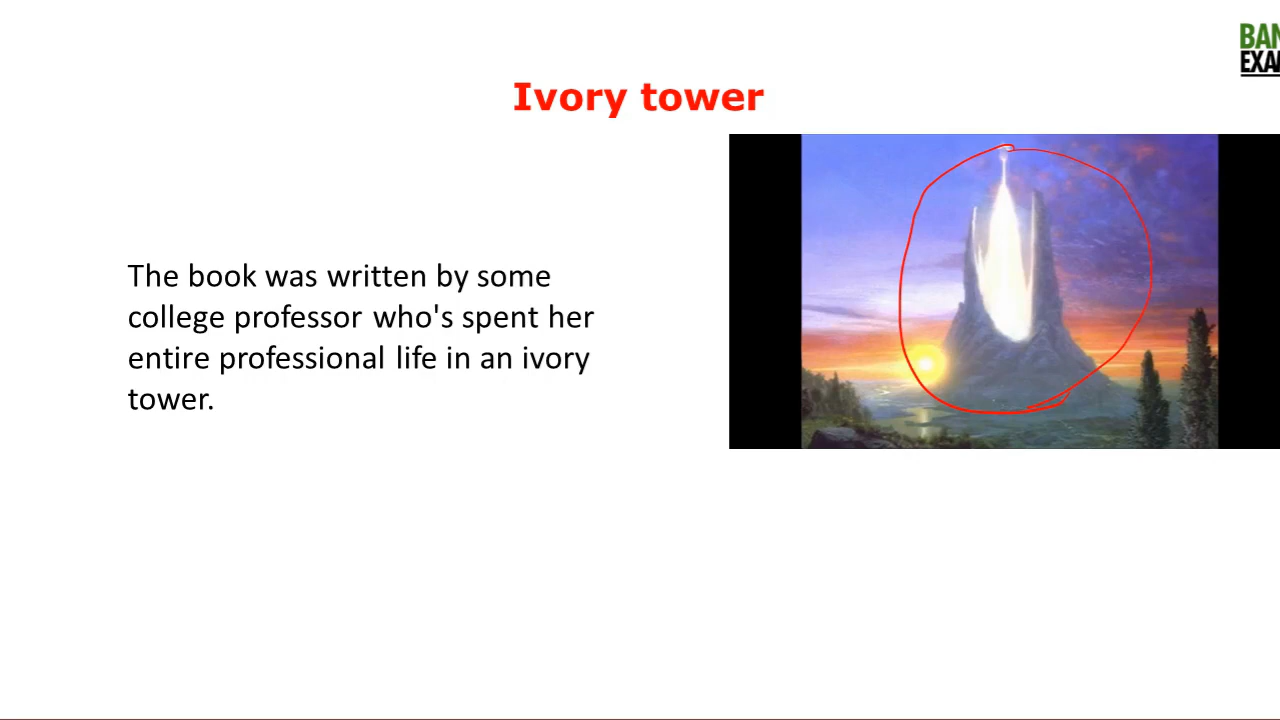 Ivory tower
The book was written by some
college professor who's spent her
entire professional life in an ivory
tower.